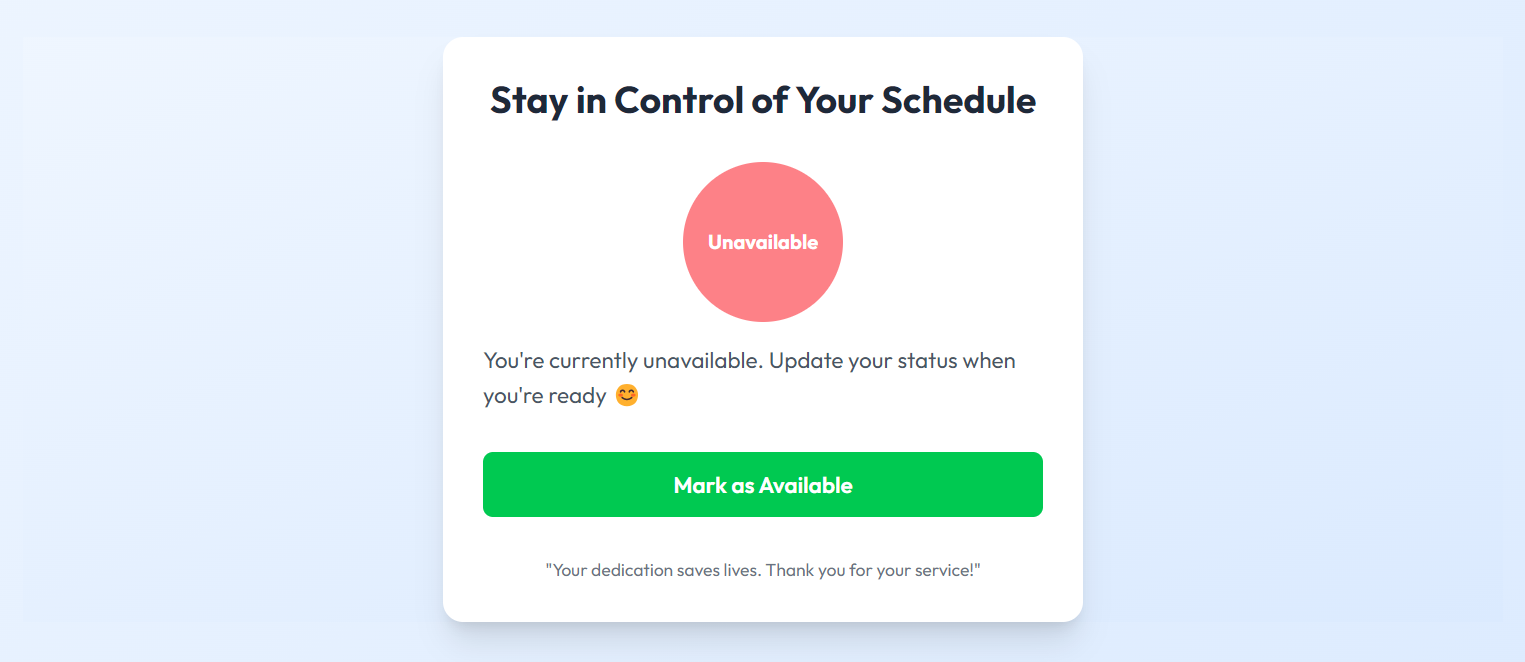 Stay in Control of Your Schedule
Unavailable
You're currently unavailable. Update your status when
you're ready 😊
Mark as Available
"Your dedication saves lives. Thank you for your service!"